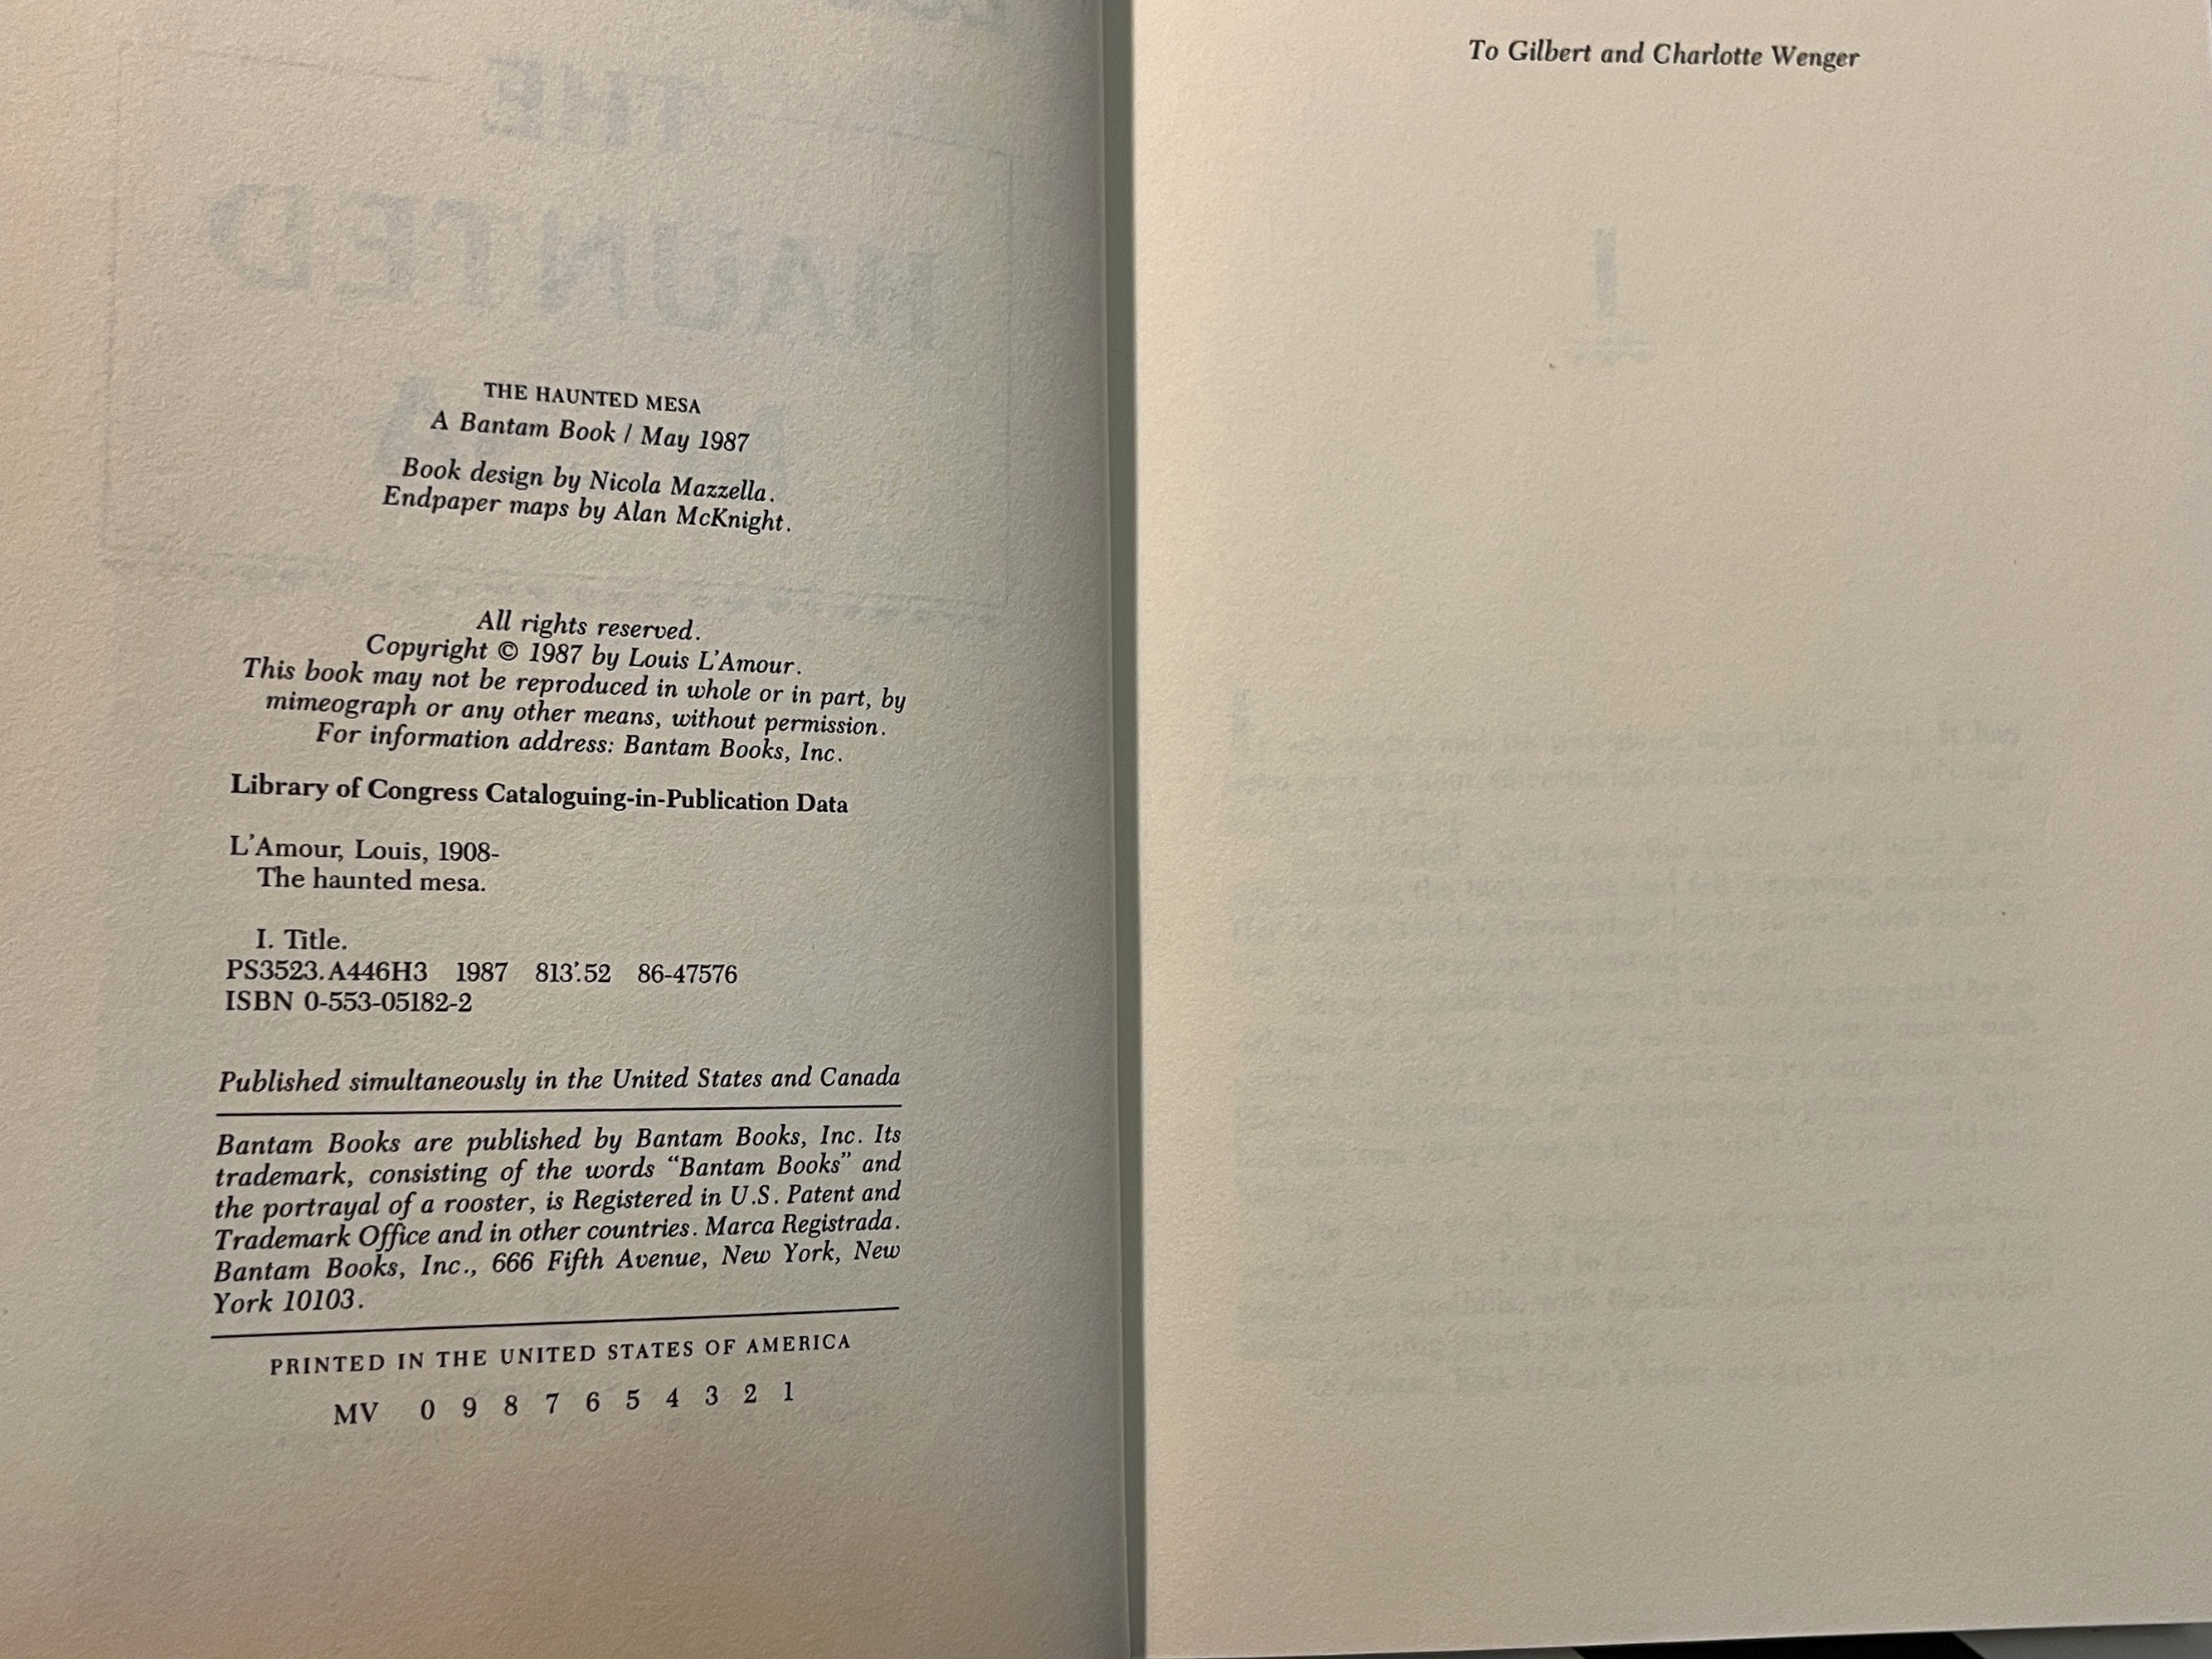 THE HAUNTED MESA
A Bantam Book / May 1987
Book design by Nicola Mazzella.
Endpaper maps by Alan McKnight.
All rights reserved.
Copyright © 1987 by Louis L'Amour.
This book may not be reproduced in whole or in part, by
mimeograph or any other means, without permission.
For information address: Bantam Books, Inc.
Library of Congress Cataloguing-in-Publication Data
L'Amour, Louis, 1908-
The haunted mesa.
I. Title.
PS3523.A446H3 1987 813'.52 86-47576
ISBN 0-553-05182-2
Published simultaneously in the United States and Canada
Bantam Books are published by Bantam Books, Inc. Its
trademark, consisting of the words “Bantam Books” and
the portrayal of a rooster, is Registered in U.S. Patent and
Trademark Office and in other countries. Marca Registrada.
Bantam Books, Inc., 666 Fifth Avenue, New York, New
York 10103.
PRINTED IN THE UNITED STATES OF AMERICA
MV 0 9 8 7 6 5 4 3 2 1
To Gilbert and Charlotte Wenger
THE
HAUNTED